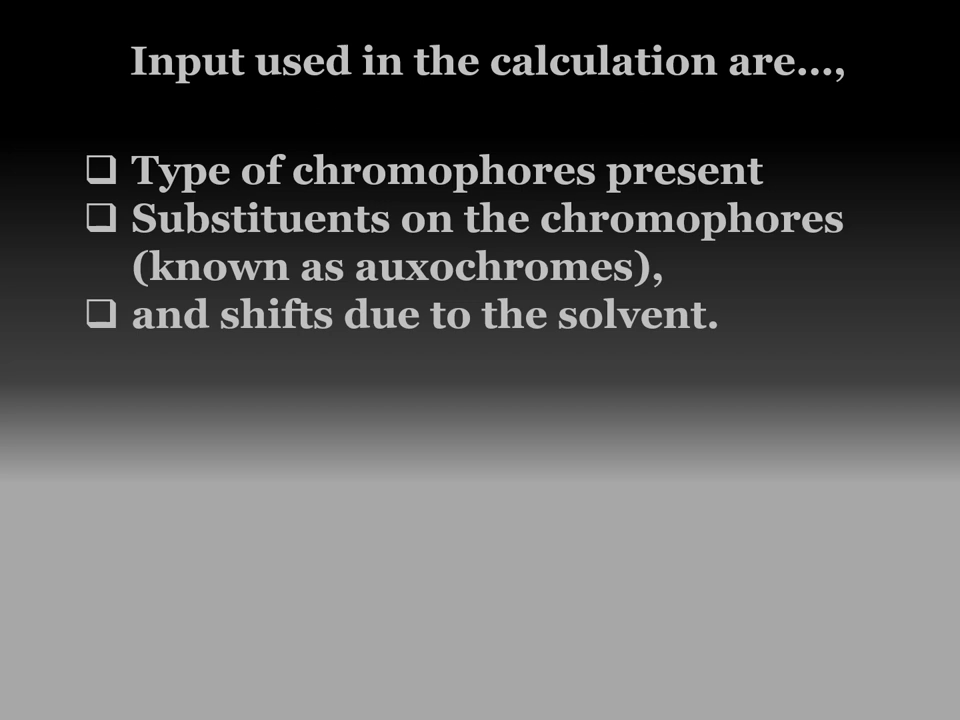 Input used in the calculation are...,
❑ Type of chromophores present
❑ Substituents on the chromophores
(known as auxochromes),
❑ and shifts due to the solvent.